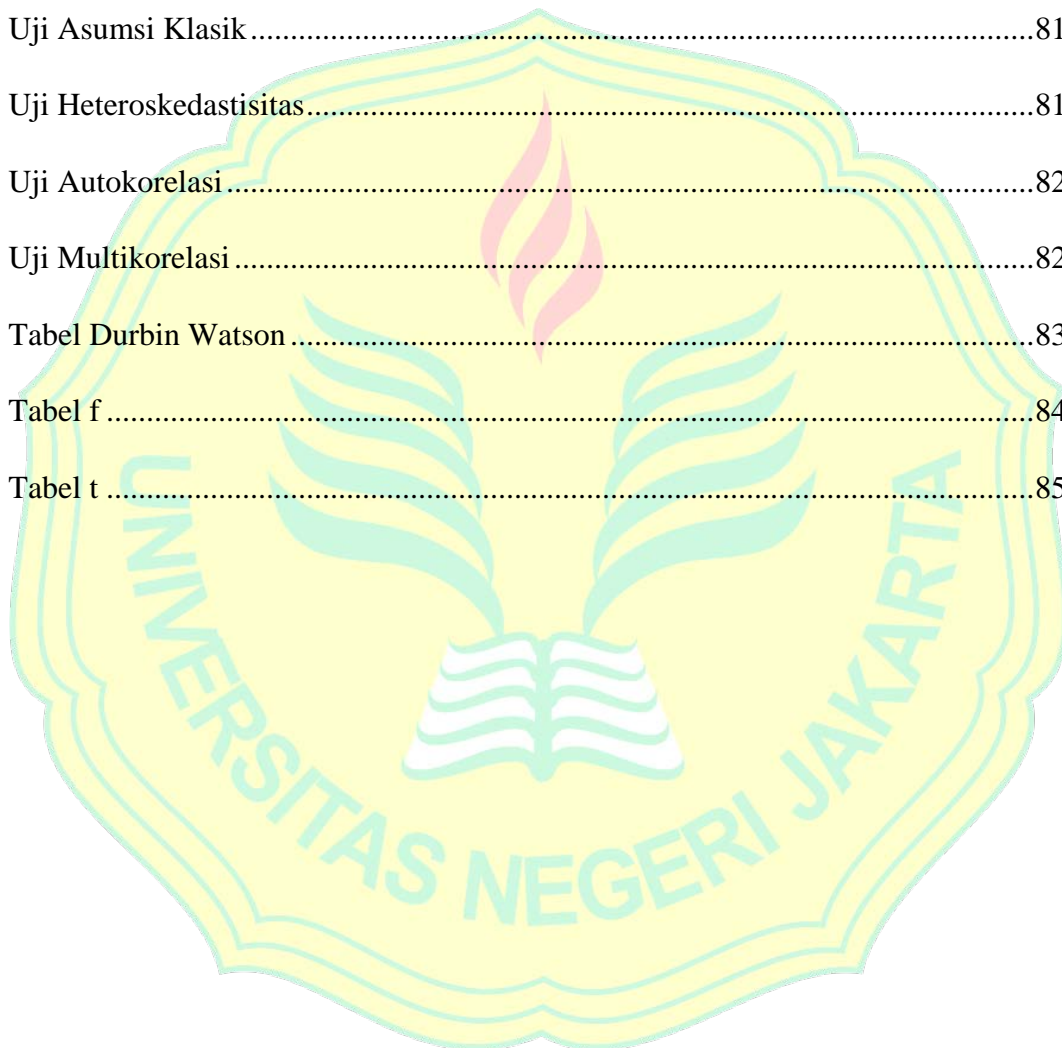 Uji Asumsi Klasik....................................................................................................81
Uji Heteroskedastisitas............................................................................................81
Uji Autokorelasi......................................................................................................82
Uji Multikorelasi.....................................................................................................82
Tabel Durbin Watson..............................................................................................83
Tabel f.....................................................................................................................84
Tabel t.....................................................................................................................85
UNIVERSITAS NEGERI JAKARTA